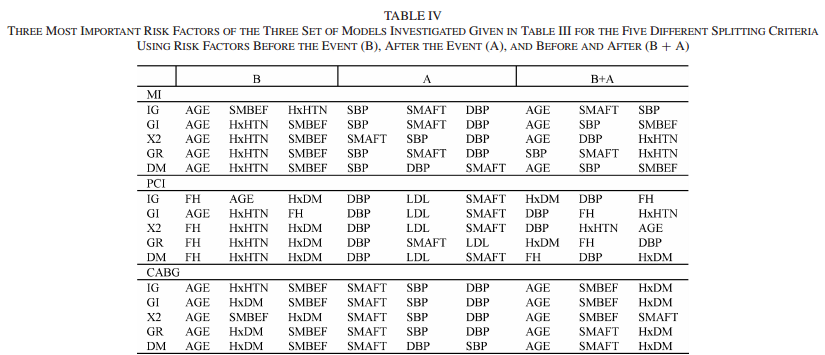 TABLE IV
THREE MOST IMPORTANT RISK FACTORS OF THE THREE SET OF MODELS INVESTIGATED GIVEN IN TABLE III FOR THE FIVE DIFFERENT SPLITTING CRITERIA
USING RISK FACTORS BEFORE THE EVENT (B), AFTER THE EVENT (A), AND BEFORE AND AFTER (B + A)
B A B+A
MI
IG AGE SMBEF HxHTN SBP SMAFT DBP AGE SMAFT SBP
GI AGE HxHTN SMBEF SBP SMAFT DBP AGE SBP SMBEF
X2 AGE HxHTN SMBEF SMAFT SBP DBP AGE DBP HxHTN
GR AGE HxHTN SMBEF SBP SMAFT DBP SBP SMAFT HxHTN
DM AGE HxHTN SMBEF SBP DBP SMAFT AGE SBP SMBEF
PCI
IG FH AGE HxDM DBP LDL SMAFT HxDM DBP FH
GI AGE HxHTN FH DBP LDL SMAFT DBP FH HxHTN
X2 FH HxHTN HxDM DBP LDL SMAFT DBP HxHTN AGE
GR FH HxHTN HxDM DBP SMAFT LDL HxDM FH DBP
DM FH HxHTN HxDM DBP LDL SMAFT FH DBP HxDM
CABG
IG AGE HxHTN SMBEF SMAFT SBP DBP AGE SMBEF HxDM
GI AGE HxDM SMBEF SMAFT SBP DBP AGE SMBEF HxDM
X2 AGE SMBEF HxDM SMAFT SBP DBP AGE SMBEF SMAFT
GR AGE HxDM SMBEF SMAFT SBP DBP AGE SMAFT HxDM
DM AGE HxDM SMBEF SMAFT DBP SBP AGE SMAFT HxDM